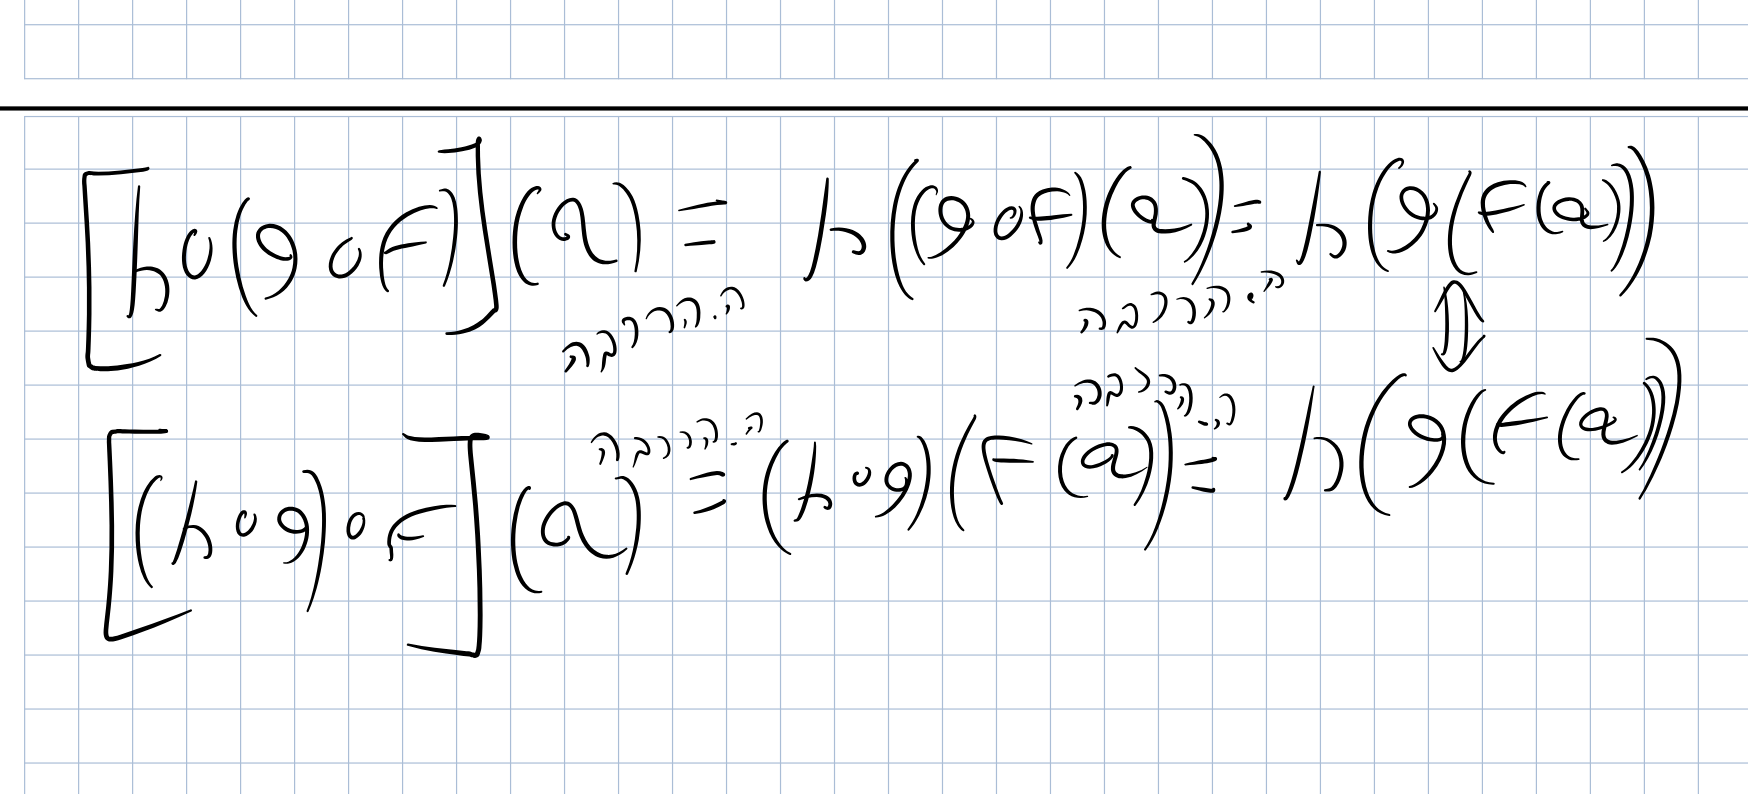 [h∘(g∘f)](a) = h((g∘f)(a)) = h(g(f(a)))
ה.הרכבה ה.הרכבה ⇕
ה.הרכבה ה.הרכבה
[(h∘g)∘f](a) = (h∘g)(f(a)) = h(g(f(a)))